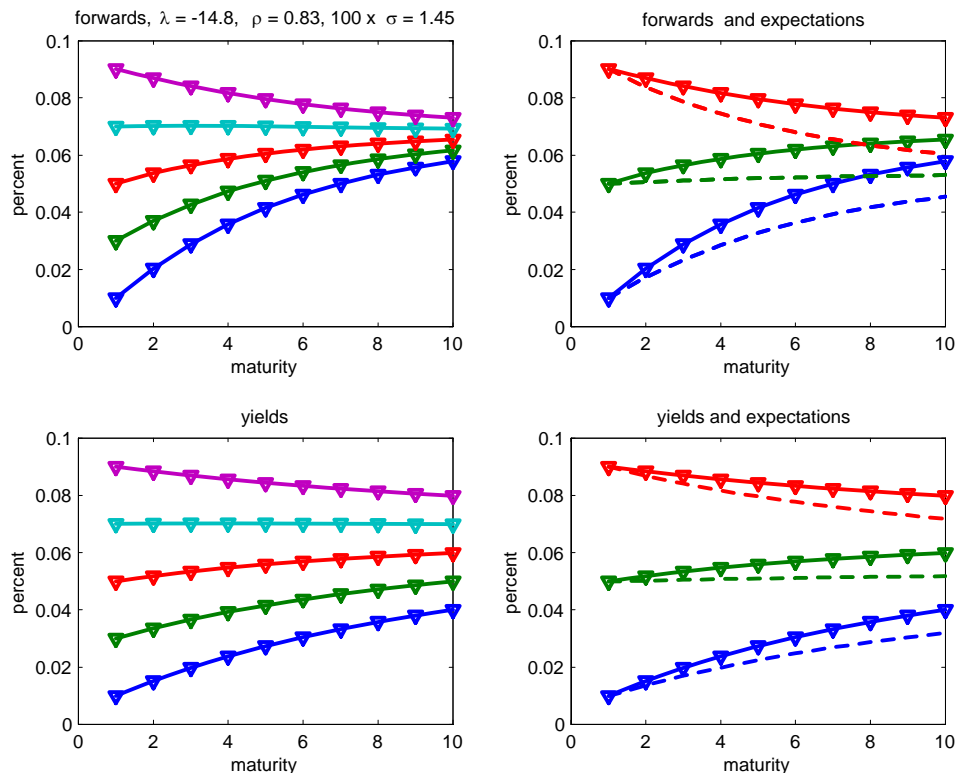 forwards, λ = -14.8, ρ = 0.83, 100 x σ = 1.45
0.1
0.08
0.06
0.04
0.02
0
percent
0 2 4 6 8 10
maturity
forwards and expectations
0.1
0.08
0.06
0.04
0.02
0
percent
0 2 4 6 8 10
maturity
yields
0.1
0.08
0.06
0.04
0.02
0
percent
0 2 4 6 8 10
maturity
yields and expectations
0.1
0.08
0.06
0.04
0.02
0
percent
0 2 4 6 8 10
maturity